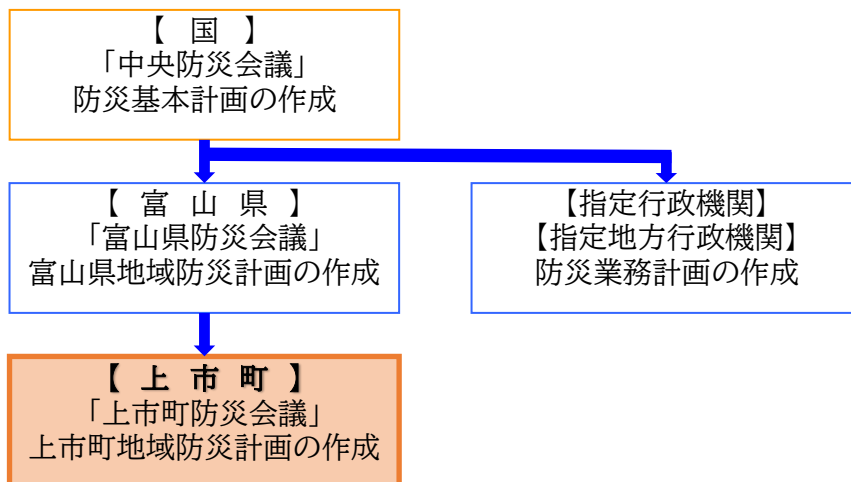 【 国 】
「中央防災会議」
防災基本計画の作成
【 富 山 県 】
「富山県防災会議」
富山県地域防災計画の作成
【指定行政機関】
【指定地方行政機関】
防災業務計画の作成
【 上 市 町 】
「上市町防災会議」
上市町地域防災計画の作成